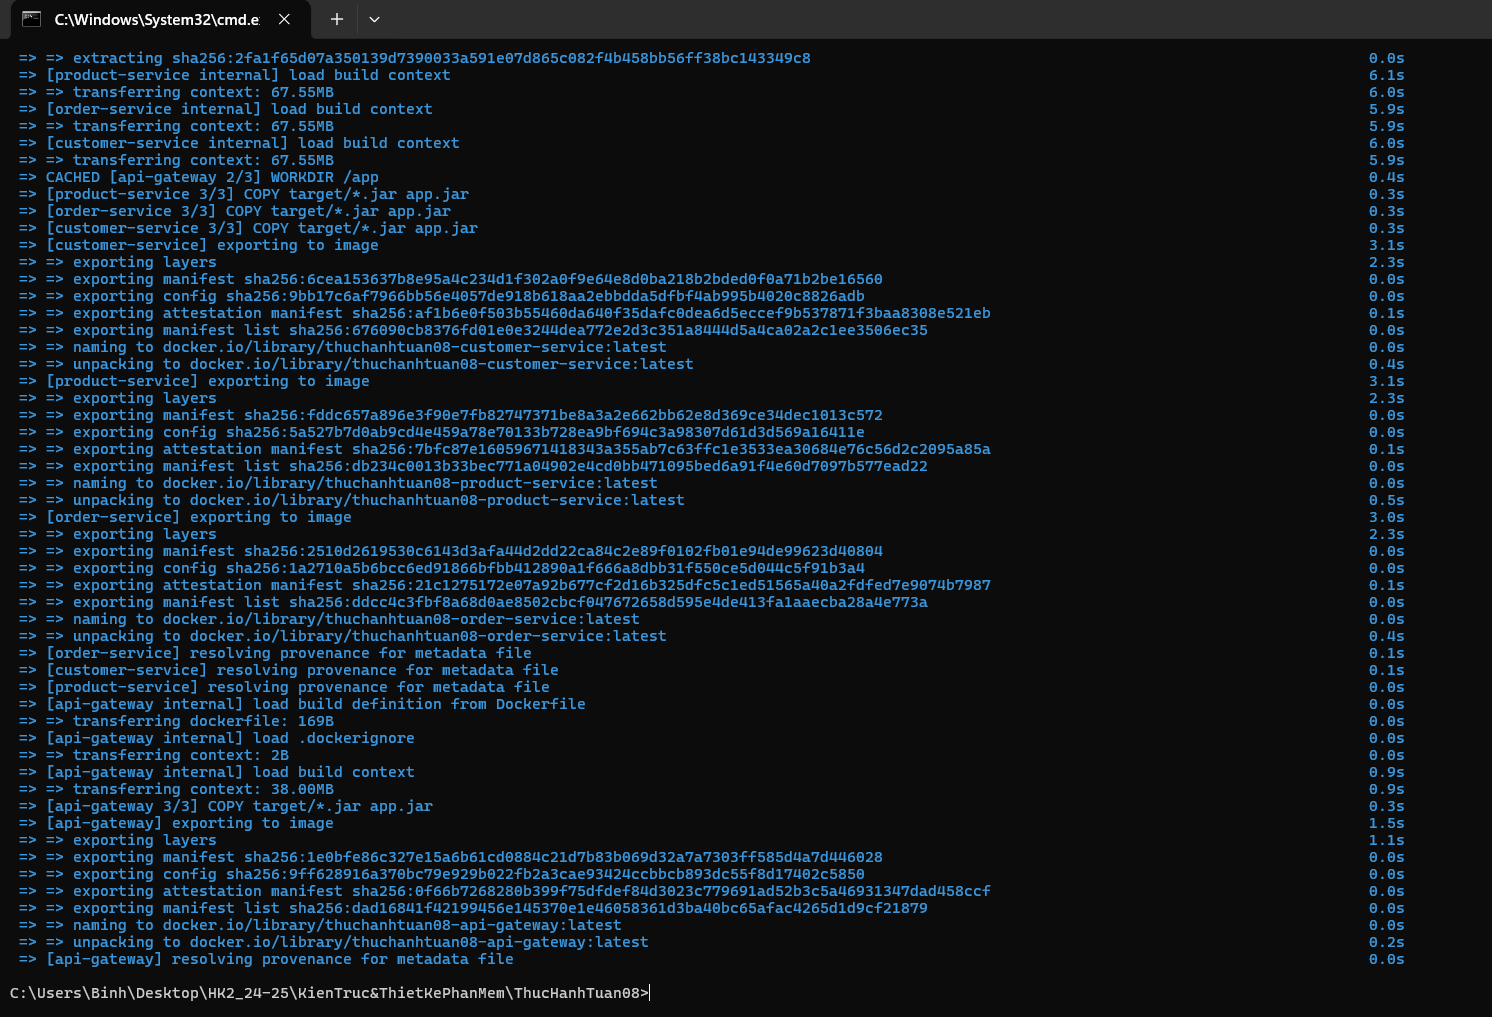 C:\Windows\System32\cmd.e
=> => extracting sha256:2fa1f65d07a350139d7390033a591e07d865c082f4b458bb56ff38bc143349c8 0.0s
=> [product-service internal] load build context 6.1s
=> => transferring context: 67.55MB 6.0s
=> [order-service internal] load build context 5.9s
=> => transferring context: 67.55MB 5.9s
=> [customer-service internal] load build context 6.0s
=> => transferring context: 67.55MB 5.9s
=> CACHED [api-gateway 2/3] WORKDIR /app 0.4s
=> [product-service 3/3] COPY target/*.jar app.jar 0.3s
=> [order-service 3/3] COPY target/*.jar app.jar 0.3s
=> [customer-service 3/3] COPY target/*.jar app.jar 0.3s
=> [customer-service] exporting to image 3.1s
=> => exporting layers 2.3s
=> => exporting manifest sha256:6cea153637b8e95a4c234d1f302a0f9e64e8d0ba218b2bded0f0a71b2be16560 0.0s
=> => exporting config sha256:9bb17c6af7966bb56e4057de918b618aa2ebbdda5dfbf4ab995b4020c8826adb 0.0s
=> => exporting attestation manifest sha256:af1b6e0f503b55460da640f35dafc0dea6d5eccef9b537871f3baa8308e521eb 0.1s
=> => exporting manifest list sha256:676090cb8376fd01e0e3244dea772e2d3c351a8444d5a4ca02a2c1ee3506ec35 0.0s
=> => naming to docker.io/library/thuchanhtuan08-customer-service:latest 0.0s
=> => unpacking to docker.io/library/thuchanhtuan08-customer-service:latest 0.4s
=> [product-service] exporting to image 3.1s
=> => exporting layers 2.3s
=> => exporting manifest sha256:fddc657a896e3f90e7fb82747371be8a3a2e662bb62e8d369ce34dec1013c572 0.0s
=> => exporting config sha256:5a527b7d0ab9cd4e459a78e70133b728ea9bf694c3a98307d61d3d569a16411e 0.0s
=> => exporting attestation manifest sha256:7bfc87e16059671418343a355ab7c63ffc1e3533ea30684e76c56d2c2095a85a 0.1s
=> => exporting manifest list sha256:db234c0013b33bec771a04902e4cd0bb471095bed6a91f4e60d7097b577ead22 0.0s
=> => naming to docker.io/library/thuchanhtuan08-product-service:latest 0.0s
=> => unpacking to docker.io/library/thuchanhtuan08-product-service:latest 0.5s
=> [order-service] exporting to image 3.0s
=> => exporting layers 2.3s
=> => exporting manifest sha256:2510d2619530c6143d3afa44d2dd22ca84c2e89f0102fb01e94de99623d40804 0.0s
=> => exporting config sha256:1a2710a5b6bcc6ed91866bfbb412890a1f666a8dbb31f550ce5d044c5f91b3a4 0.0s
=> => exporting attestation manifest sha256:21c1275172e07a92b677cf2d16b325dfc5c1ed51565a40a2fdfed7e9074b7987 0.1s
=> => exporting manifest list sha256:ddcc4c3fbf8a68d0ae8502cbcf047672658d595e4de413fa1aaecba28a4e773a 0.0s
=> => naming to docker.io/library/thuchanhtuan08-order-service:latest 0.0s
=> => unpacking to docker.io/library/thuchanhtuan08-order-service:latest 0.4s
=> [order-service] resolving provenance for metadata file 0.1s
=> [customer-service] resolving provenance for metadata file 0.1s
=> [product-service] resolving provenance for metadata file 0.0s
=> [api-gateway internal] load build definition from Dockerfile 0.0s
=> => transferring dockerfile: 169B 0.0s
=> [api-gateway internal] load .dockerignore 0.0s
=> => transferring context: 2B 0.0s
=> [api-gateway internal] load build context 0.9s
=> => transferring context: 38.00MB 0.9s
=> [api-gateway 3/3] COPY target/*.jar app.jar 0.3s
=> [api-gateway] exporting to image 1.5s
=> => exporting layers 1.1s
=> => exporting manifest sha256:1e0bfe86c327e15a6b61cd0884c21d7b83b069d32a7a7303ff585d4a7d446028 0.0s
=> => exporting config sha256:9ff628916a370bc79e929b022fb2a3cae93424ccbbcb893dc55f8d17402c5850 0.0s
=> => exporting attestation manifest sha256:0f66b7268280b399f75dfdef84d3023c779691ad52b3c5a46931347dad458ccf 0.0s
=> => exporting manifest list sha256:dad16841f42199456e145370e1e46058361d3ba40bc65afac4265d1d9cf21879 0.0s
=> => naming to docker.io/library/thuchanhtuan08-api-gateway:latest 0.0s
=> => unpacking to docker.io/library/thuchanhtuan08-api-gateway:latest 0.2s
=> [api-gateway] resolving provenance for metadata file 0.0s
C:\Users\Binh\Desktop\HK2_24-25\KienTruc&ThietKePhanMem\ThucHanhTuan08>